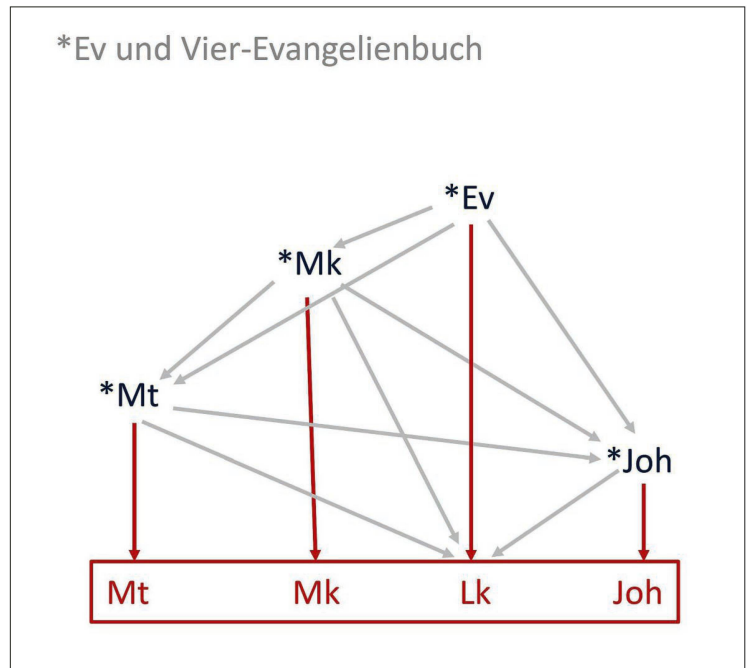 *Ev und Vier-Evangelienbuch
*Ev
*Mk
*Mt
*Joh
Mt Mk Lk Joh